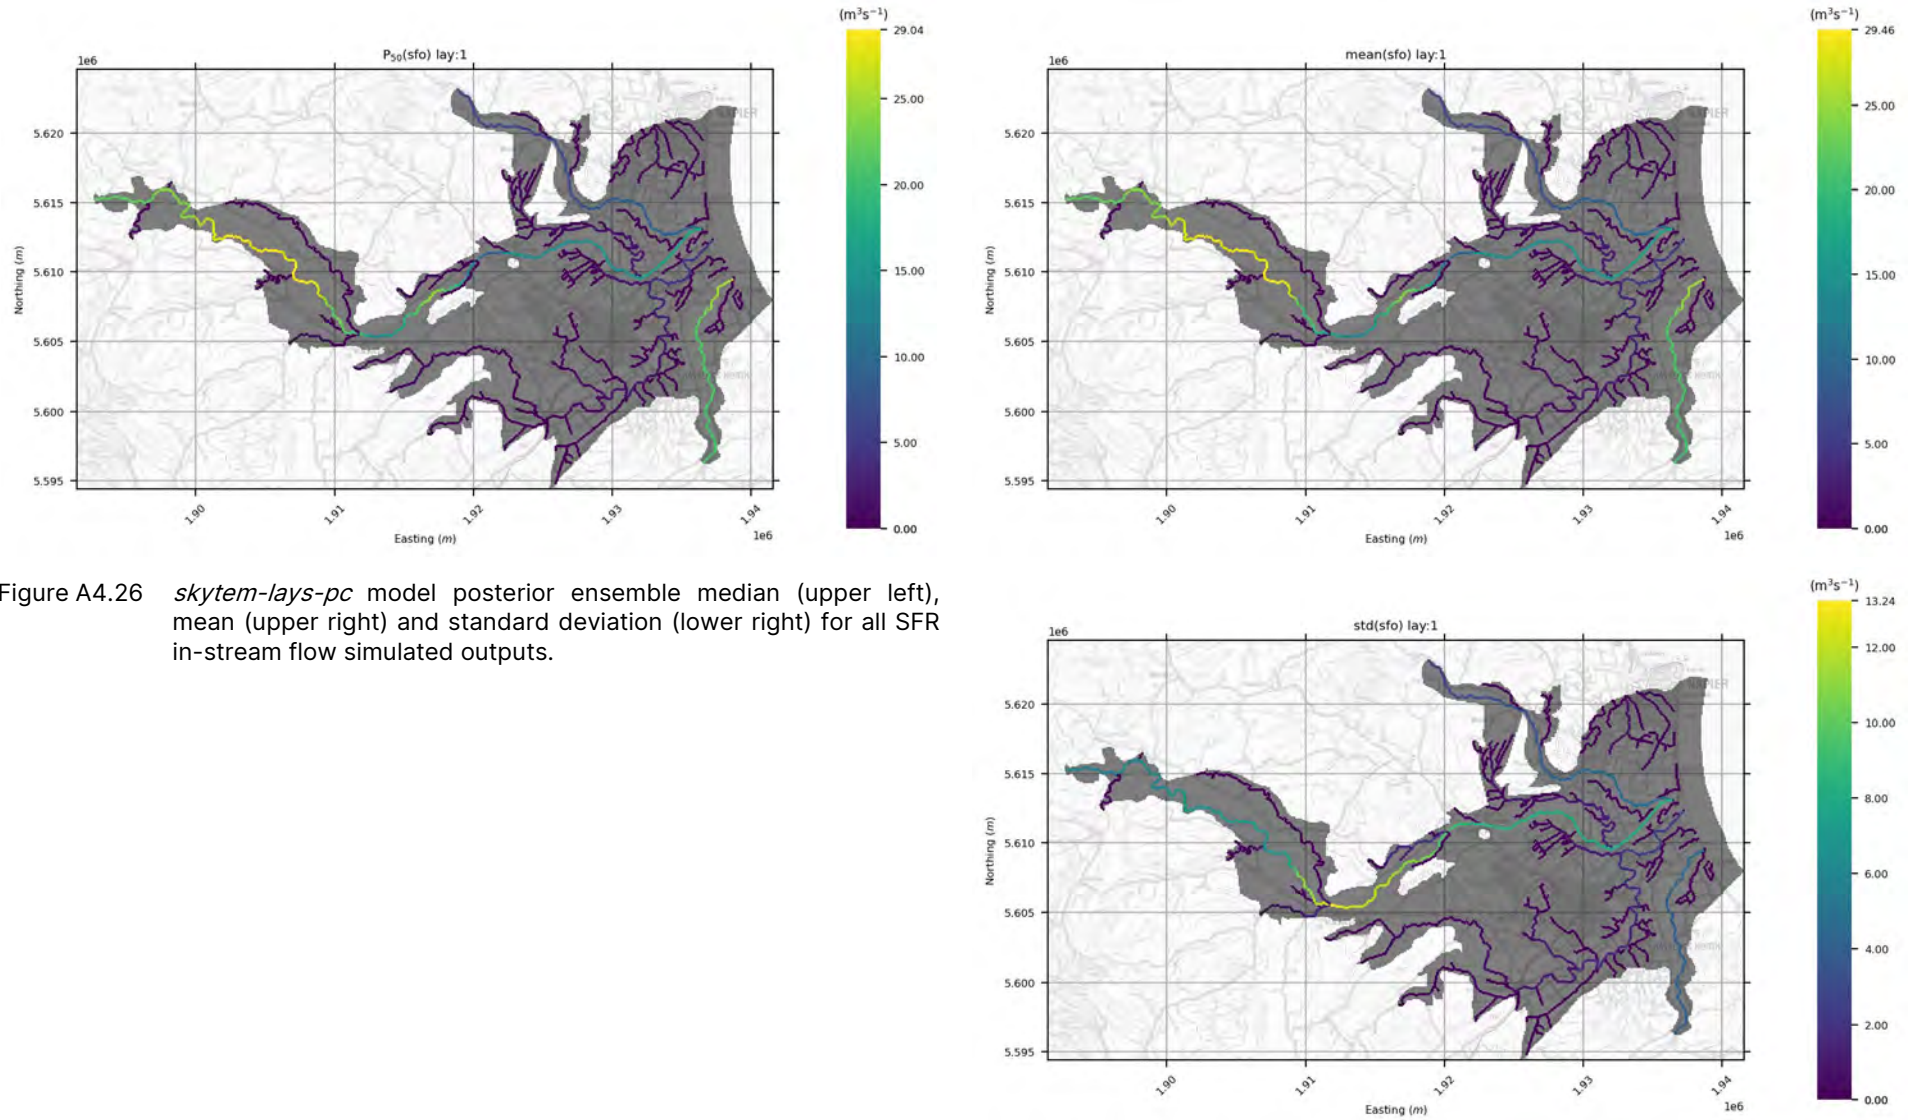 (m³s⁻¹)
P₅₀(sfo) lay:1
1e6
29.04
25.00
20.00
15.00
10.00
5.00
0.00
5.620
5.615
5.610
5.605
5.600
5.595
Northing (m)
1.90
1.91
1.92
1.93
1.94
1e6
Easting (m)
(m³s⁻¹)
mean(sfo) lay:1
1e6
29.46
25.00
20.00
15.00
10.00
5.00
0.00
5.620
5.615
5.610
5.605
5.600
5.595
Northing (m)
1.90
1.91
1.92
1.93
1.94
1e6
Easting (m)
Figure A4.26 skytem-lays-pc model posterior ensemble median (upper left),
mean (upper right) and standard deviation (lower right) for all SFR
in-stream flow simulated outputs.
(m³s⁻¹)
std(sfo) lay:1
1e6
13.24
12.00
10.00
8.00
6.00
4.00
2.00
0.00
5.620
5.615
5.610
5.605
5.600
5.595
Northing (m)
1.90
1.91
1.92
1.93
1.94
1e6
Easting (m)